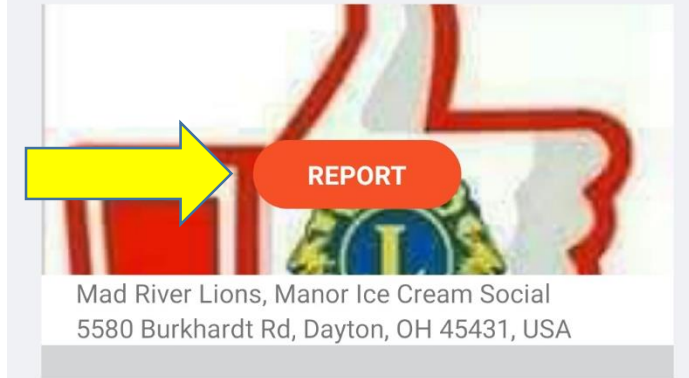 REPORT
L
Mad River Lions, Manor Ice Cream Social
5580 Burkhardt Rd, Dayton, OH 45431, USA